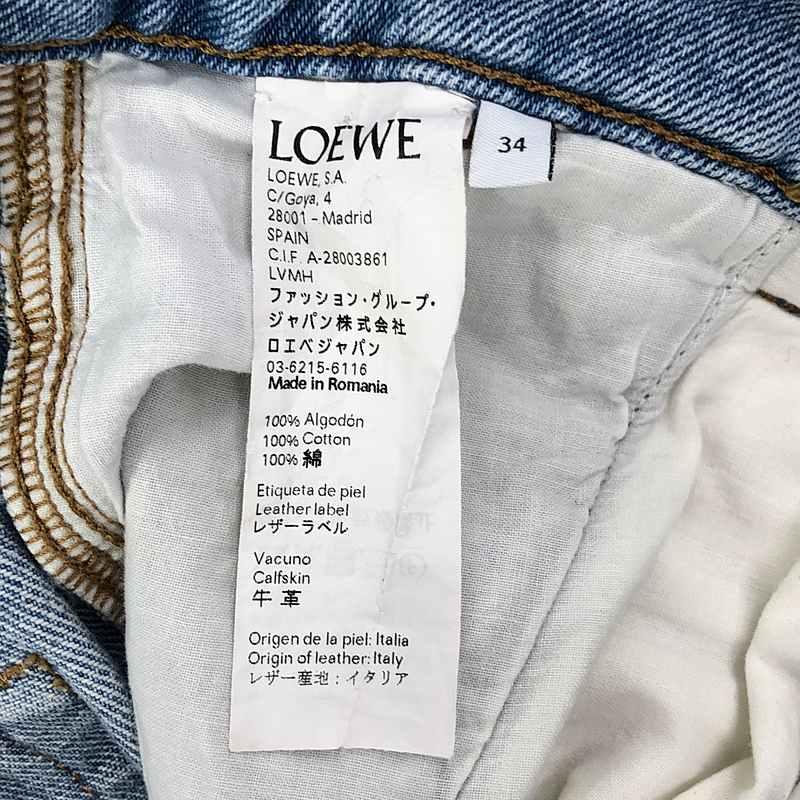 LOEWE
34
LOEWE, S.A.
C/Goya, 4
28001 - Madrid
SPAIN
C.I.F. A-28003861
LVMH
ファッション・グループ・
ジャパン株式会社
ロエベジャパン
03-6215-6116
Made in Romania
100% Algodón
100% Cotton
100% 綿
Etiqueta de piel
Leather label
レザーラベル
Vacuno
Calfskin
牛革
Origen de la piel: Italia
Origin of leather: Italy
レザー産地：イタリア